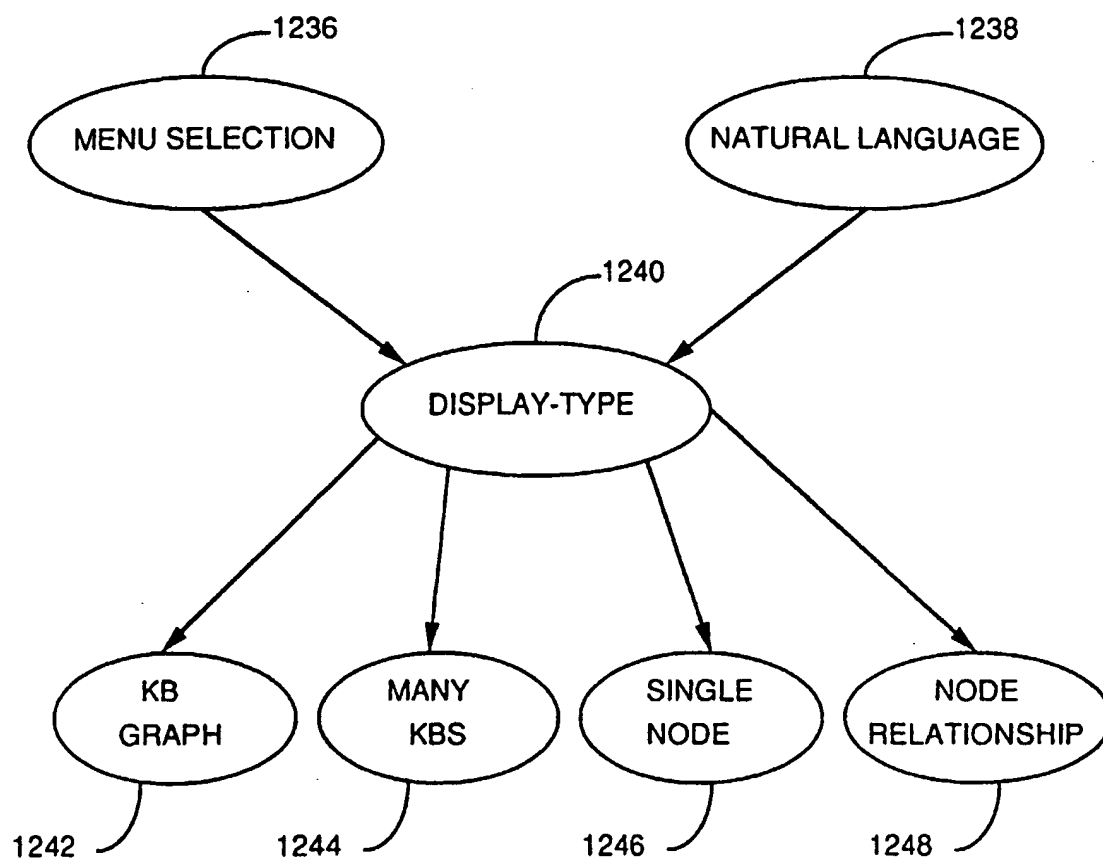 1236
1238
MENU SELECTION
NATURAL LANGUAGE
1240
DISPLAY-TYPE
KB
GRAPH
MANY
KBS
SINGLE
NODE
NODE
RELATIONSHIP
1242
1244
1246
1248